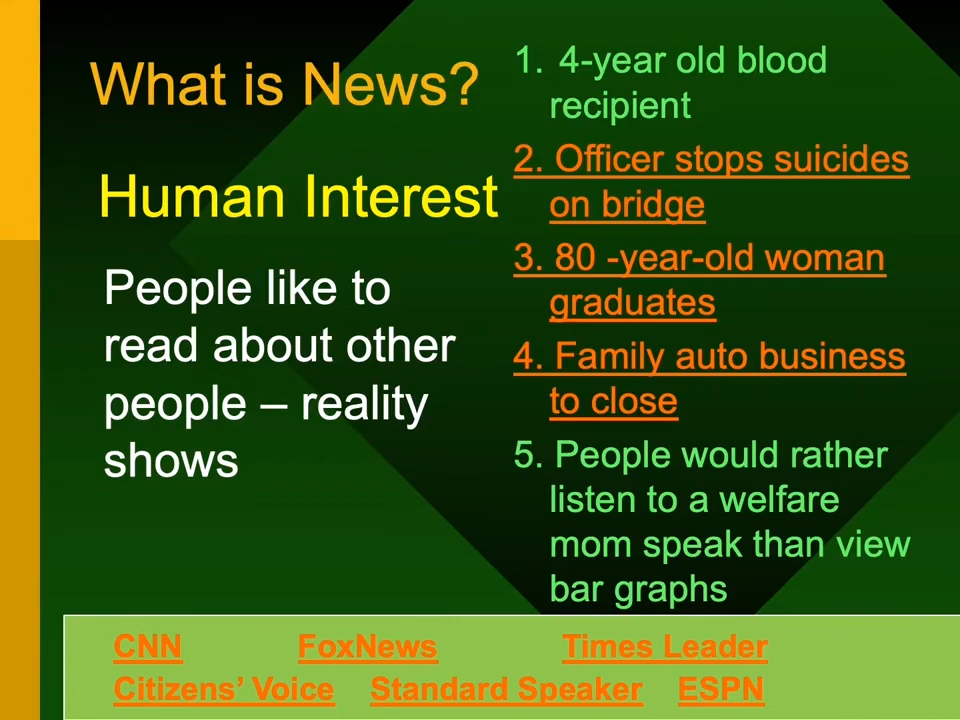 What is News?
Human Interest
People like to
read about other
people – reality
shows
1. 4-year old blood
recipient
2. Officer stops suicides
on bridge
3. 80 -year-old woman
graduates
4. Family auto business
to close
5. People would rather
listen to a welfare
mom speak than view
bar graphs
CNN FoxNews Times Leader
Citizens’ Voice Standard Speaker ESPN